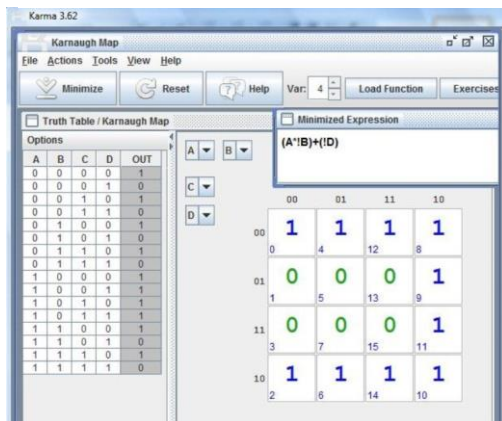 Karma 3.62
Karnaugh Map
File Actions Tools View Help
Minimize Reset Help Var: 4 Load Function Exercises
Truth Table / Karnaugh Map
Minimized Expression
Options
(A*!B)+(!D)
A B
C
D
A B C D OUT
0 0 0 0 1
0 0 0 1 0
0 0 1 0 1
0 0 1 1 0
0 1 0 0 1
0 1 0 1 0
0 1 1 0 1
0 1 1 1 0
1 0 0 0 1
1 0 0 1 1
1 0 1 0 1
1 0 1 1 1
1 1 0 0 1
1 1 0 1 0
1 1 1 0 1
1 1 1 1 0
00 01 11 10
00 1 1 1 1
0 4 12 8
01 0 0 0 1
1 5 13 9
11 0 0 0 1
3 7 15 11
10 1 1 1 1
2 6 14 10